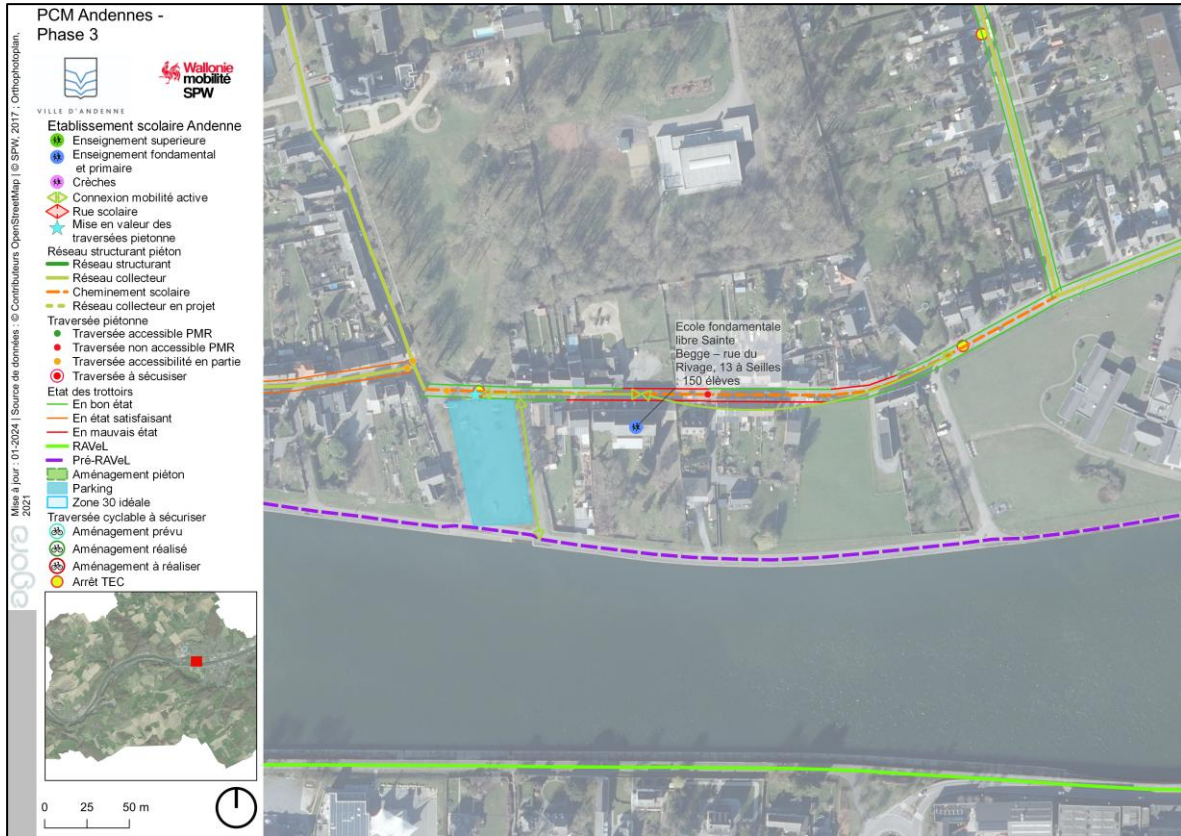 PCM Andennes -
Phase 3
VILLE D'ANDENNE
Wallonie
mobilité
SPW
Etablissement scolaire Andenne
Enseignement superieure
Enseignement fondamental
et primaire
Crèches
Connexion mobilité active
Rue scolaire
Mise en valeur des
traversées pietonne
Réseau structurant piéton
Réseau structurant
Réseau collecteur
Cheminement scolaire
Réseau collecteur en projet
Traversée piétonne
Traversée accessible PMR
Traversée non accessible PMR
Traversée accessibilité en partie
Traversée à sécusiser
Etat des trottoirs
En bon état
En état satisfaisant
En mauvais état
RAVeL
Pré-RAVeL
Aménagement piéton
Parking
Zone 30 idéale
Traversée cyclable à sécuriser
Aménagement prévu
Aménagement réalisé
Aménagement à réaliser
Arrêt TEC
0 25 50 m
Mise à jour : 01-2024 | Source de données : © Contributeurs OpenStreetMap | © SPW, 2017 ; Orthophotoplan,
2021
agora
Ecole fondamentale
libre Sainte
Begge – rue du
Rivage, 13 à Seilles
: 150 élèves